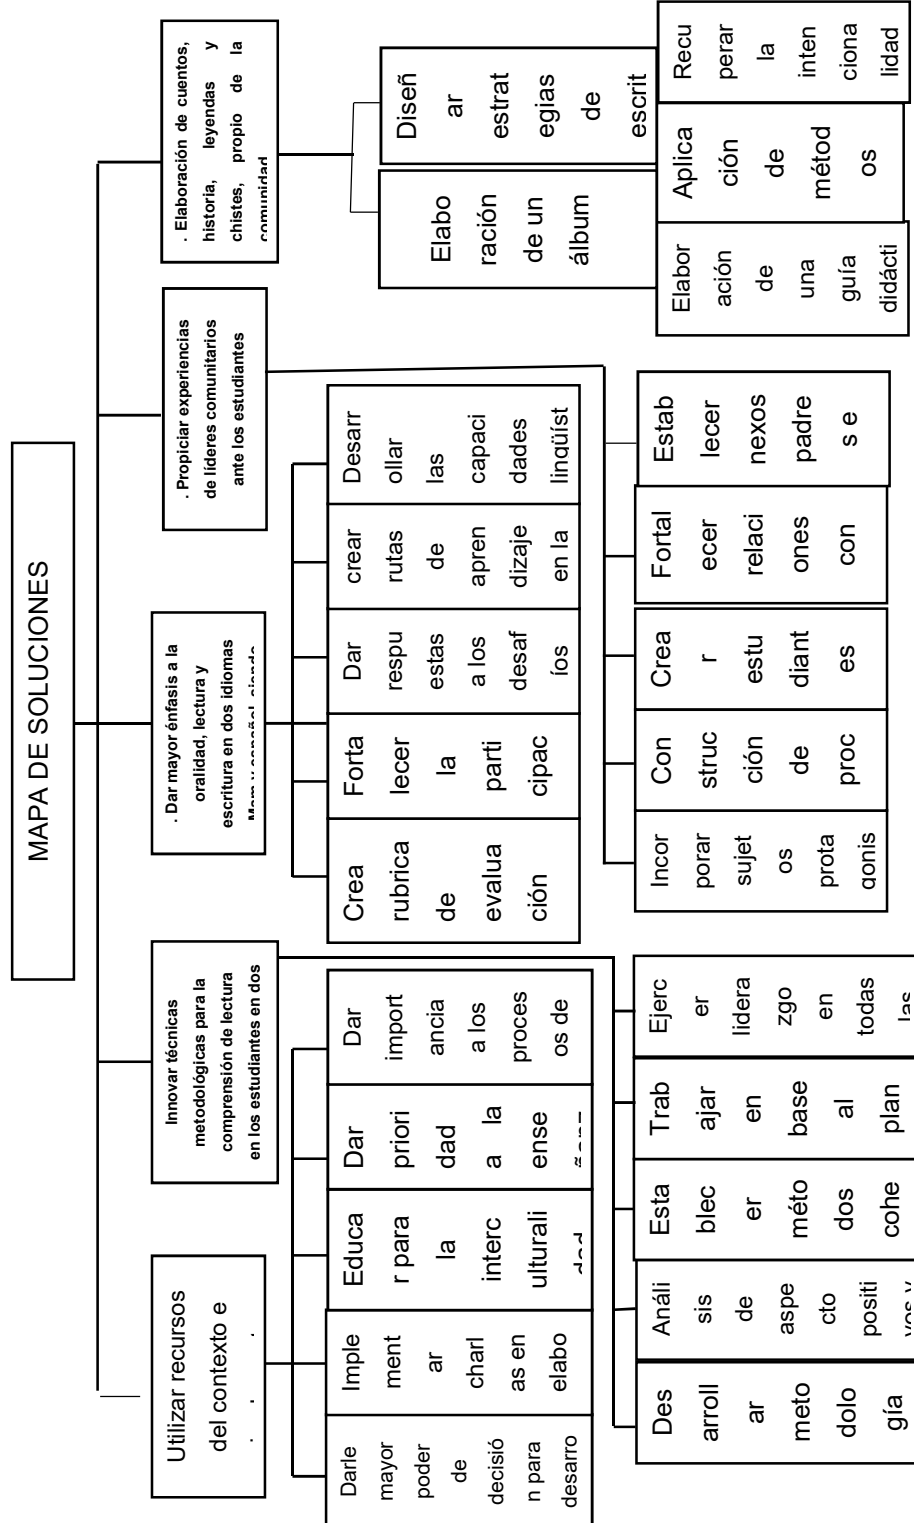 MAPA DE SOLUCIONES
Utilizar recursos
del contexto e
Innovar técnicas
metodológicas para la
comprensión de lectura
en los estudiantes en dos
. Dar mayor énfasis a la
oralidad, lectura y
escritura en dos idiomas
Mam y español, siendo
. Propiciar experiencias
de líderes comunitarios
ante los estudiantes
. Elaboración de cuentos,
historia, leyendas y
chistes, propio de la
comunidad
Darle
mayor
poder
de
decisió
n para
desarro
Imple
ment
ar
charl
as en
elabo
Educa
r para
la
interc
ulturali
dad
Dar
priori
dad
a la
ense
Dar
import
ancia
a los
proces
os de
Des
arroll
ar
meto
dolo
gía
Análi
sis
de
aspe
cto
positi
vos y
Esta
blec
er
méto
dos
cohe
Trab
ajar
en
base
al
plan
Ejerc
er
lidera
zgo
en
todas
las
Crea
rubrica
de
evalua
ción
Forta
lecer
la
parti
cipac
Dar
respu
estas
a los
desaf
íos
crear
rutas
de
apren
dizaje
en la
Desarr
ollar
las
capaci
dades
lingüíst
Incor
porar
sujet
os
prota
gonis
Con
struc
ción
de
proc
Crea
r
estu
diant
es
Fortal
ecer
relaci
ones
con
Estab
lecer
nexos
padre
s e
Elabo
ración
de un
álbum
Diseñ
ar
estrat
egias
de
escrit
Elabor
ación
de
una
guía
didácti
Aplica
ción
de
métod
os
Recu
perar
la
inten
ciona
lidad